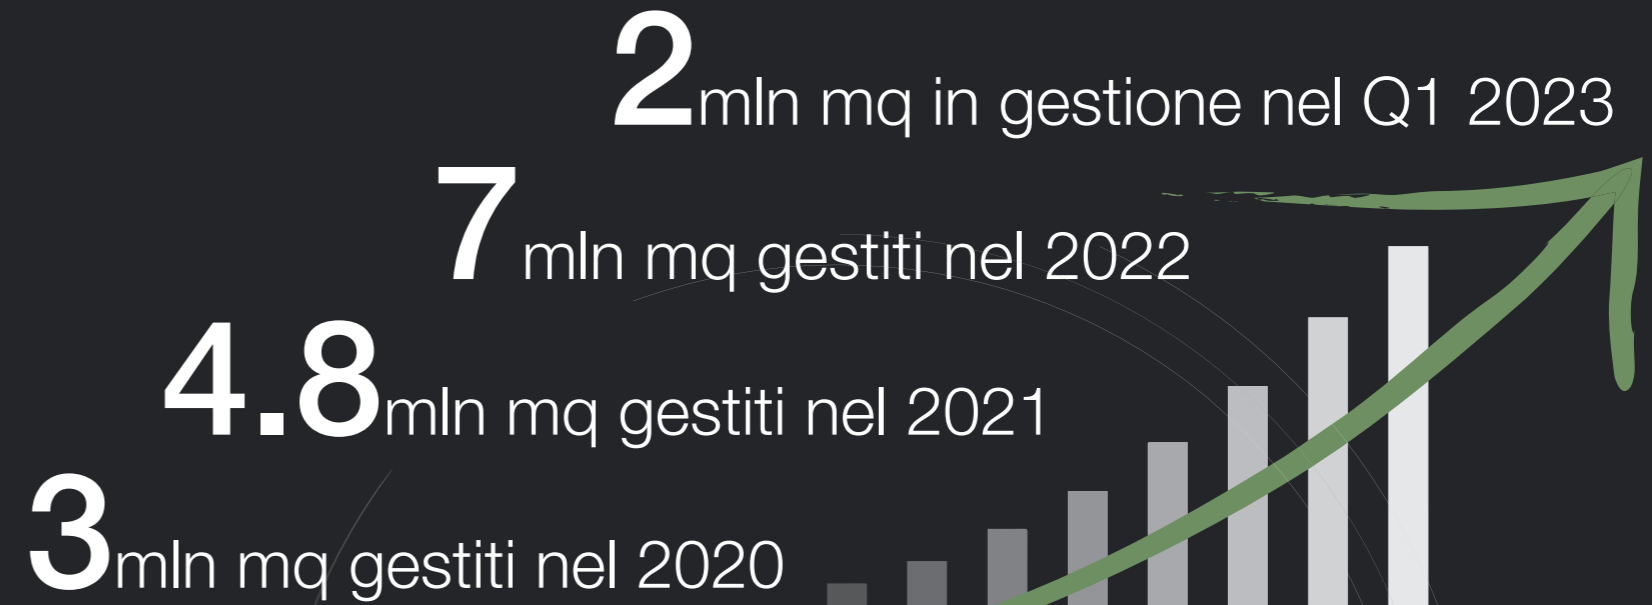 2mln mq in gestione nel Q1 2023
7 mln mq gestiti nel 2022
4.8mln mq gestiti nel 2021
3mln mq gestiti nel 2020